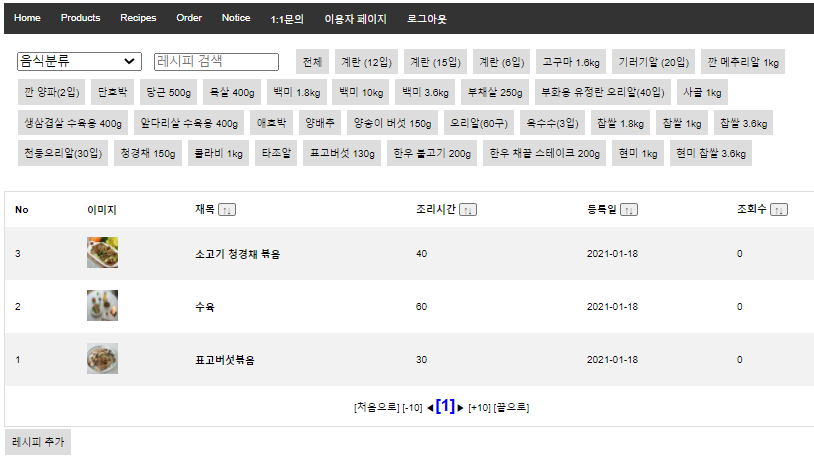 Home Products Recipes Order Notice 1:1문의 이용자 페이지 로그아웃
음식분류 레시피 검색 전체 계란 (12입) 계란 (15입) 계란 (6입) 고구마 1.6kg 기러기알 (20입) 깐 메추리알 1kg
깐 양파(2입) 단호박 당근 500g 목살 400g 백미 1.8kg 백미 10kg 백미 3.6kg 부채살 250g 부화용 유정란 오리알(40입) 사골 1kg
생삼겹살 수육용 400g 앞다리살 수육용 400g 애호박 양배추 양송이 버섯 150g 오리알(60구) 옥수수(3입) 찹쌀 1.8kg 찹쌀 1kg 찹쌀 3.6kg
천둥오리알(30입) 청경채 150g 콜라비 1kg 타조알 표고버섯 130g 한우 불고기 200g 한우 채끝 스테이크 200g 현미 1kg 현미 찹쌀 3.6kg
No 이미지 제목 ↑↓ 조리시간 ↑↓ 등록일 ↑↓ 조회수 ↑↓
3 소고기 청경채 볶음 40 2021-01-18 0
2 수육 60 2021-01-18 0
1 표고버섯볶음 30 2021-01-18 0
[처음으로] [-10] ◀[1]▶ [+10] [끝으로]
레시피 추가